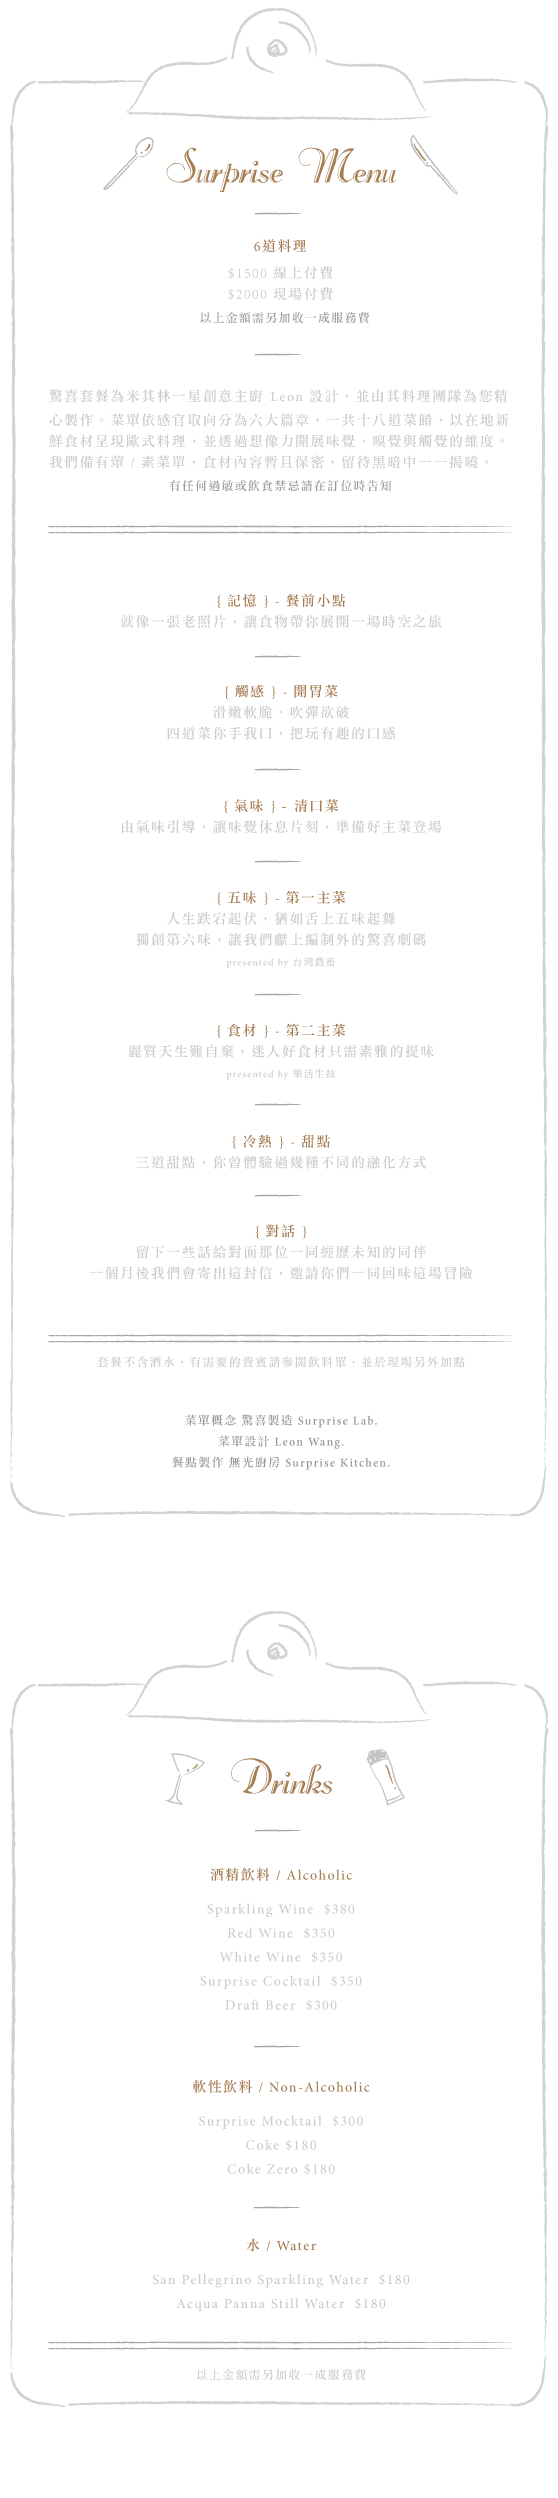 Surprise Menu
6道料理
$1500 線上付費
$2000 現場付費
以上金額需另加收一成服務費
驚喜套餐為米其林一星創意主廚 Leon 設計，並由其料理團隊為您精
心製作。菜單依感官取向分為六大篇章，一共十八道菜餚，以在地新
鮮食材呈現歐式料理，並透過想像力開展味覺、嗅覺與觸覺的維度。
我們備有葷 / 素菜單，食材內容暫且保密，留待黑暗中一一揭曉。
有任何過敏或飲食禁忌請在訂位時告知
{ 記憶 } - 餐前小點
就像一張老照片，讓食物帶你展開一場時空之旅
{ 觸感 } - 開胃菜
滑嫩軟脆、吹彈欲破
四道菜你手我口，把玩有趣的口感
{ 氣味 } - 清口菜
由氣味引導，讓味覺休息片刻，準備好主菜登場
{ 五味 } - 第一主菜
人生跌宕起伏，猶如舌上五味起舞
獨創第六味，讓我們獻上編制外的驚喜劇碼
presented by 台灣農畜
{ 食材 } - 第二主菜
麗質天生難自棄，迷人好食材只需素雅的提味
presented by 樂活生技
{ 冷熱 } - 甜點
三道甜點，你曾體驗過幾種不同的融化方式
{ 對話 }
留下一些話給對面那位一同經歷未知的同伴
一個月後我們會寄出這封信，邀請你們一同回味這場冒險
套餐不含酒水，有需要的貴賓請參閱飲料單，並於現場另外加點
菜單概念 驚喜製造 Surprise Lab.
菜單設計 Leon Wang.
餐點製作 無光廚房 Surprise Kitchen.
Drinks
酒精飲料 / Alcoholic
Sparkling Wine $380
Red Wine $350
White Wine $350
Surprise Cocktail $350
Draft Beer $300
軟性飲料 / Non-Alcoholic
Surprise Mocktail $300
Coke $180
Coke Zero $180
水 / Water
San Pellegrino Sparkling Water $180
Acqua Panna Still Water $180
以上金額需另加收一成服務費